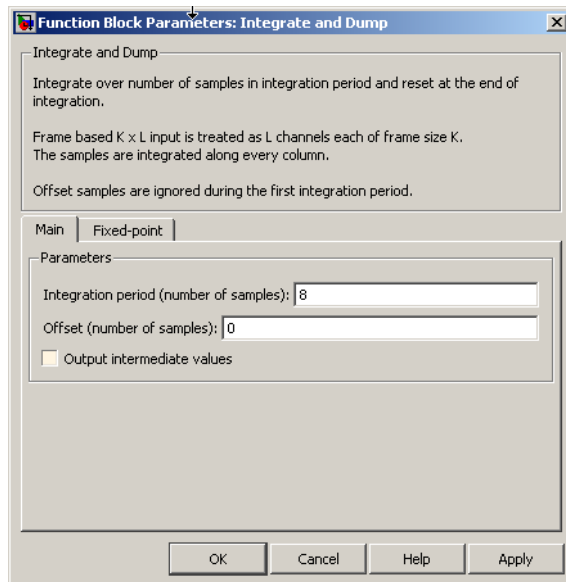 Function Block Parameters: Integrate and Dump
Integrate and Dump
Integrate over number of samples in integration period and reset at the end of
integration.
Frame based K x L input is treated as L channels each of frame size K.
The samples are integrated along every column.
Offset samples are ignored during the first integration period.
Main Fixed-point
Parameters
Integration period (number of samples): 8
Offset (number of samples): 0
Output intermediate values
OK Cancel Help Apply